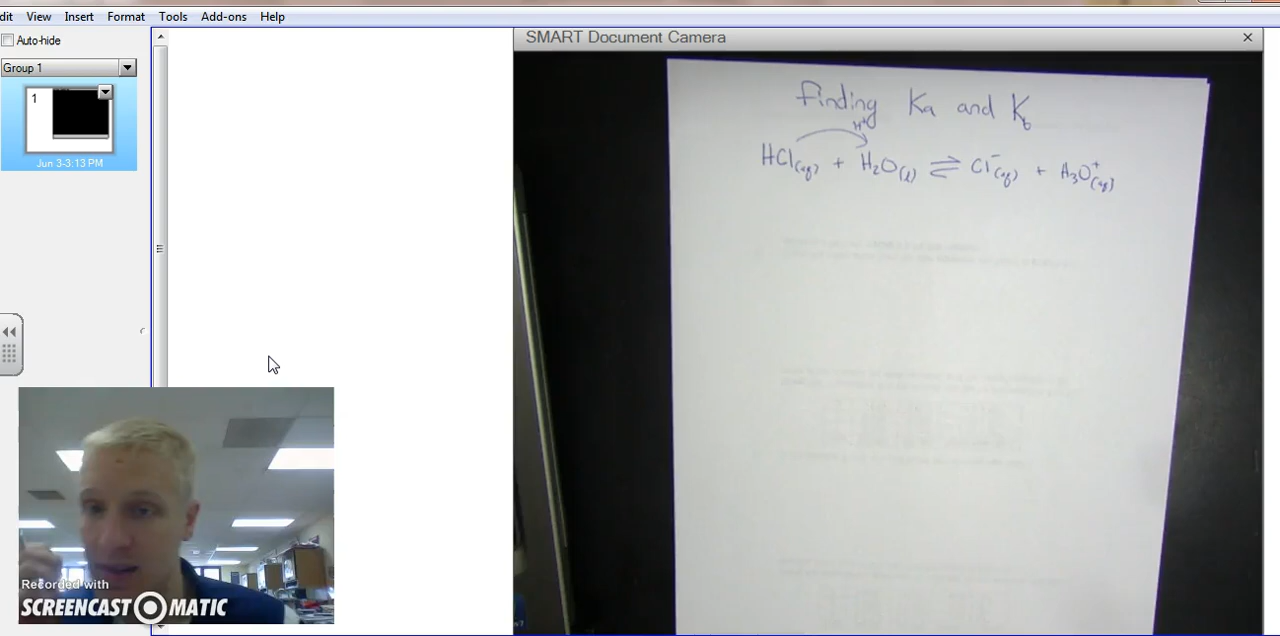 dit View Insert Format Tools Add-ons Help
Auto-hide
Group 1
1
Jun 3-3:13 PM
SMART Document Camera
Finding Ka and Kb
H⁺
HCl(aq) + H₂O(l) ⇌ Cl⁻(aq) + H₃O⁺(aq)
Recorded with
SCREENCAST MATIC